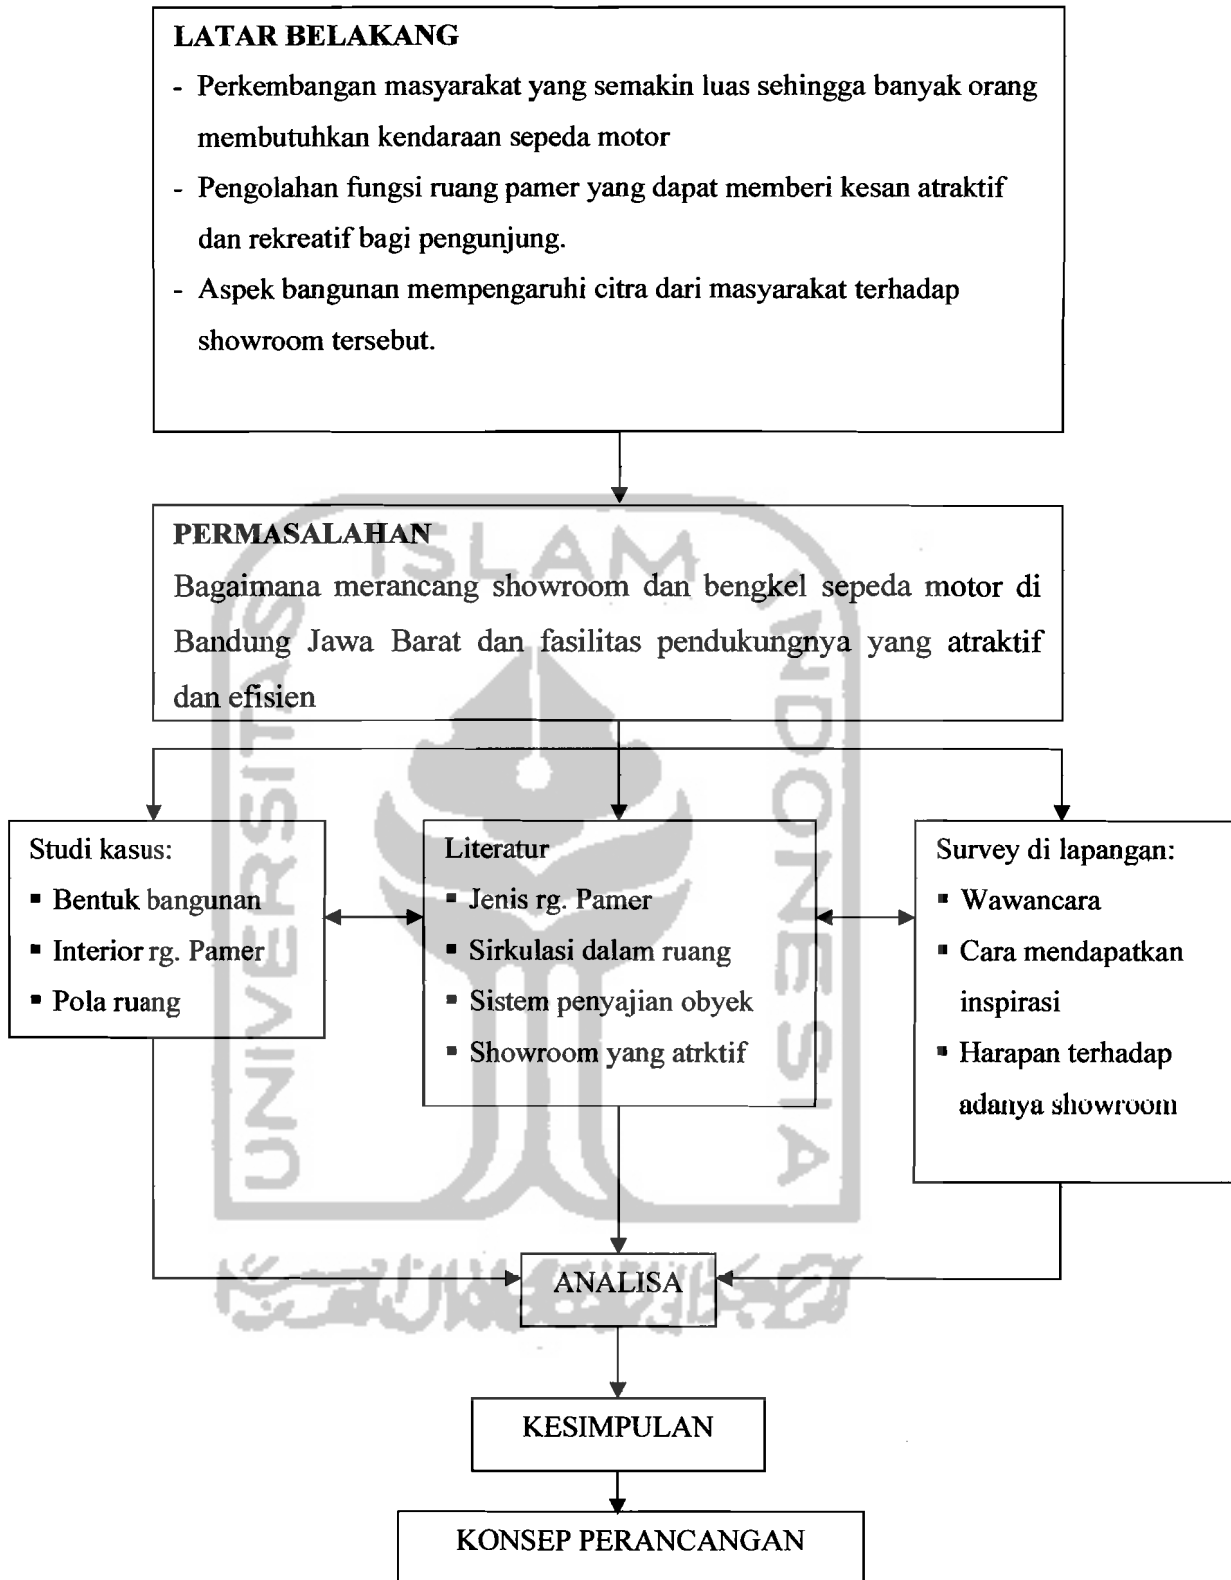 LATAR BELAKANG
- Perkembangan masyarakat yang semakin luas sehingga banyak orang
membutuhkan kendaraan sepeda motor
- Pengolahan fungsi ruang pamer yang dapat memberi kesan atraktif
dan rekreatif bagi pengunjung.
- Aspek bangunan mempengaruhi citra dari masyarakat terhadap
showroom tersebut.
PERMASALAHAN
Bagaimana merancang showroom dan bengkel sepeda motor di
Bandung Jawa Barat dan fasilitas pendukungnya yang atraktif
dan efisien
Studi kasus:
▪ Bentuk bangunan
▪ Interior rg. Pamer
▪ Pola ruang
Literatur
▪ Jenis rg. Pamer
▪ Sirkulasi dalam ruang
▪ Sistem penyajian obyek
▪ Showroom yang atrktif
Survey di lapangan:
▪ Wawancara
▪ Cara mendapatkan
inspirasi
▪ Harapan terhadap
adanya showroom
ANALISA
KESIMPULAN
KONSEP PERANCANGAN
UNIVERSITAS
ISLAM
INDONESIA